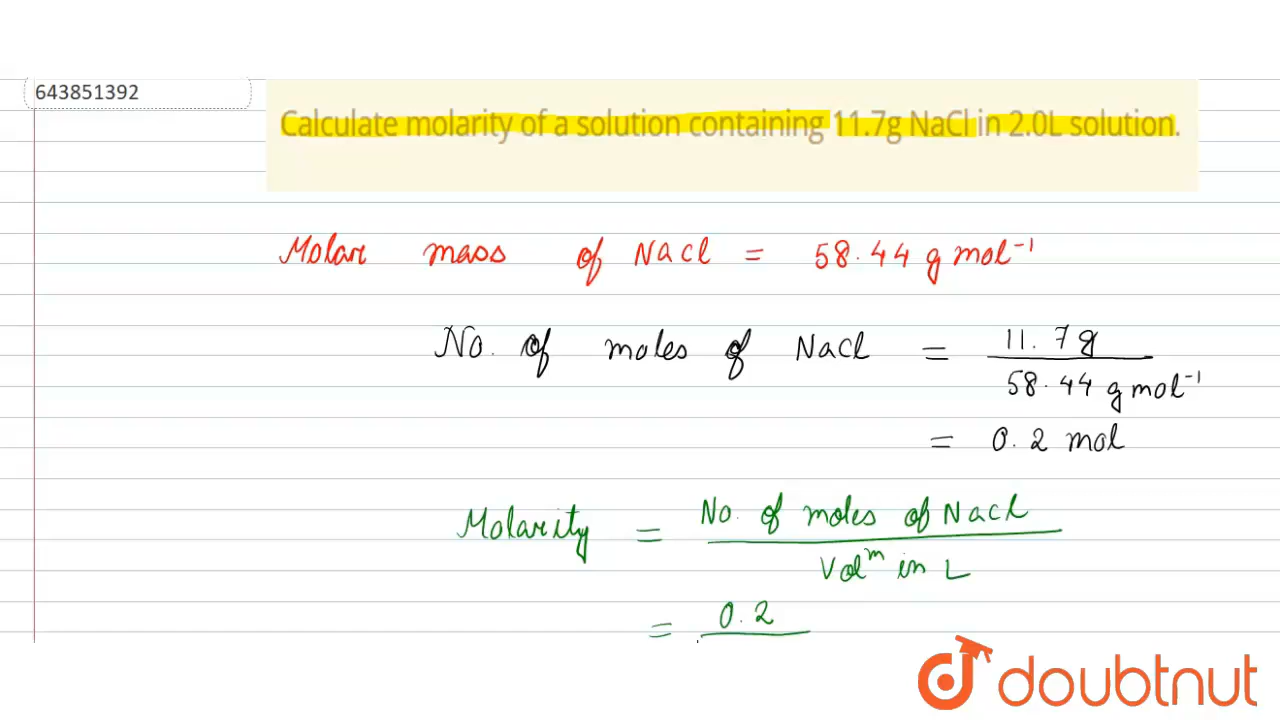 643851392
Calculate molarity of a solution containing 11.7g NaCl in 2.0L solution.
Molar mass of NaCl = 58.44 g mol⁻¹
No. of moles of NaCl = 11.7g
58.44 g mol⁻¹
= 0.2 mol
Molarity = No. of moles of NaCl
Volᵐ in L
= 0.2
doubtnut